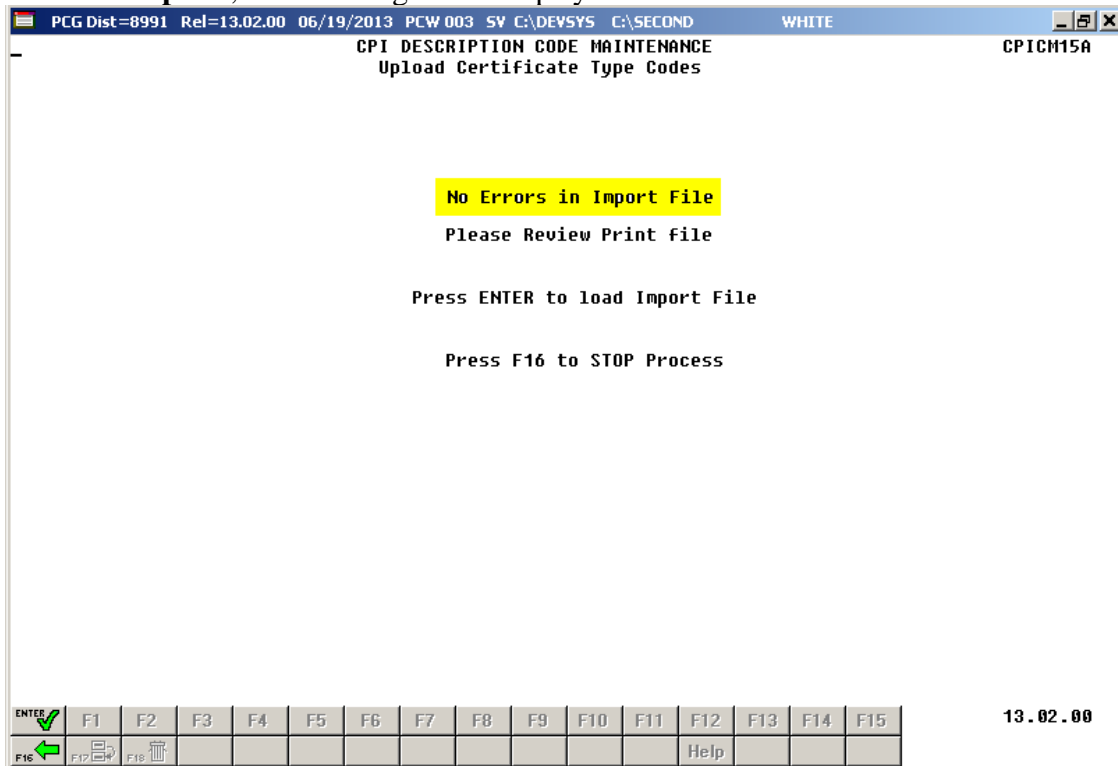 PCG Dist=8991 Rel=13.02.00 06/19/2013 PCW 003 SV C:\DEVSYS C:\SECOND WHITE
CPI DESCRIPTION CODE MAINTENANCE CPICM15A
Upload Certificate Type Codes
No Errors in Import File
Please Review Print file
Press ENTER to load Import File
Press F16 to STOP Process
ENTER F1 F2 F3 F4 F5 F6 F7 F8 F9 F10 F11 F12 F13 F14 F15 13.02.00
F16 F17 F18 Help